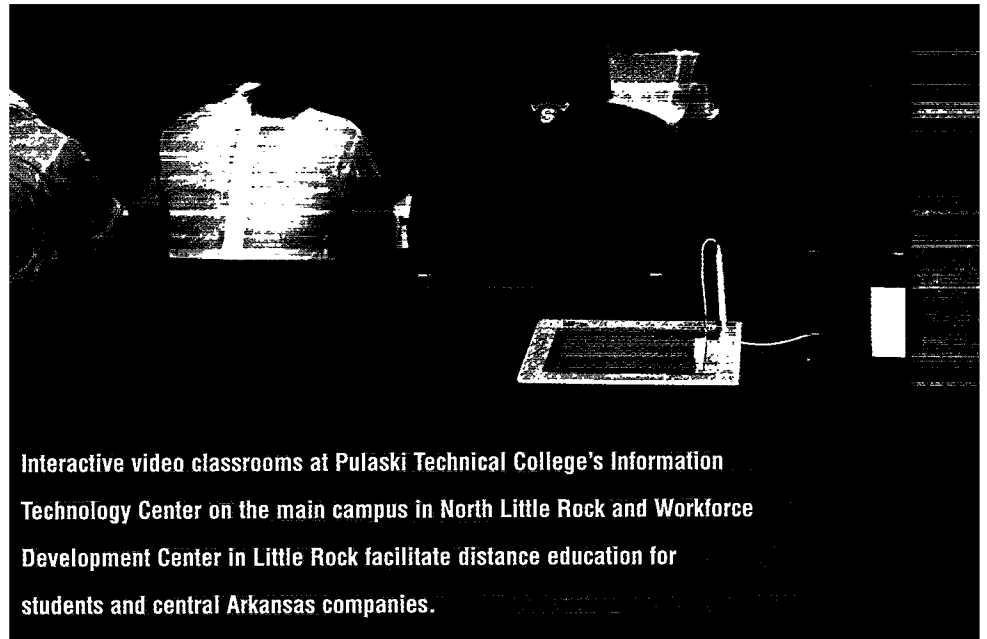 S
Interactive video classrooms at Pulaski Technical College's Information
Technology Center on the main campus in North Little Rock and Workforce
Development Center in Little Rock facilitate distance education for
students and central Arkansas companies.